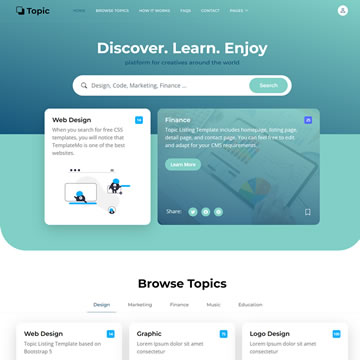 Topic
HOME BROWSE TOPICS HOW IT WORKS FAQS CONTACT PAGES
Discover. Learn. Enjoy
platform for creatives around the world
Design, Code, Marketing, Finance ...
Search
Web Design
When you search for free CSS
templates, you will notice that
TemplateMo is one of the best
websites.
Finance
Topic Listing Template includes homepage, listing page,
detail page, and contact page. You can feel free to edit
and adapt for your CMS requirements.
Learn More
Share:
Browse Topics
Design Marketing Finance Music Education
Web Design
Topic Listing Template based on
Bootstrap 5
Graphic
Lorem Ipsum dolor sit amet
consectetur
Logo Design
Lorem Ipsum dolor sit amet
consectetur